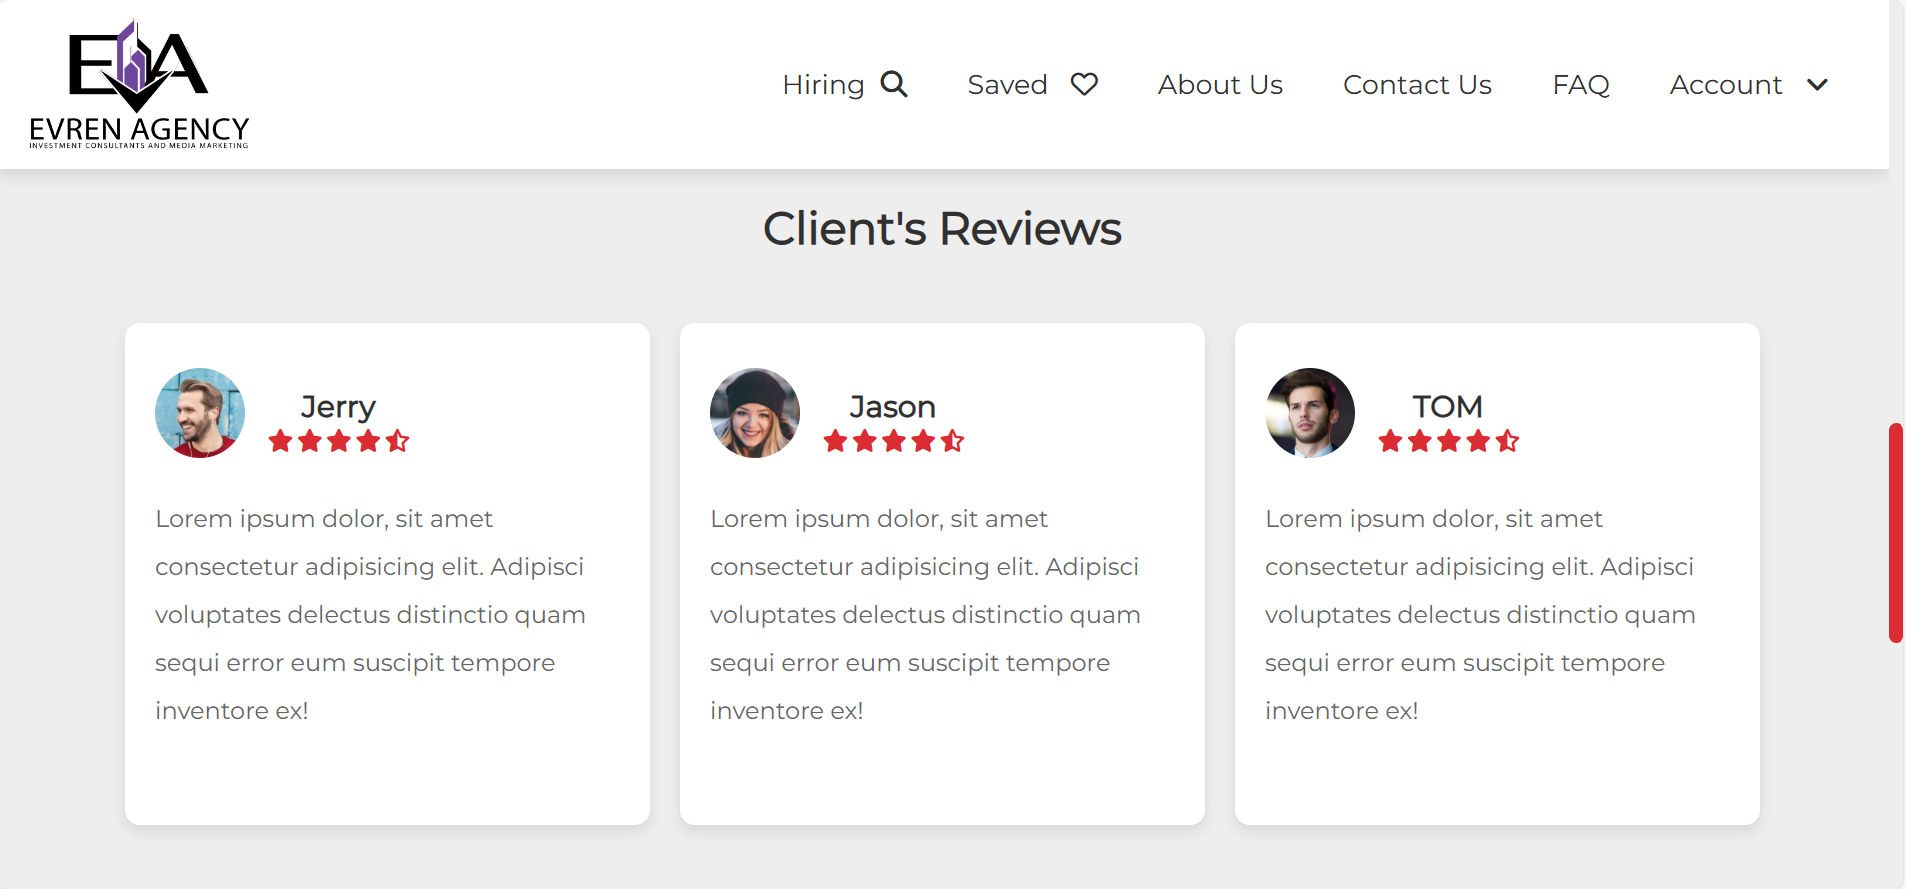 EA
EVREN AGENCY
INVESTMENT CONSULTANTS AND MEDIA MARKETING
Hiring
Saved
About Us
Contact Us
FAQ
Account
Client's Reviews
Jerry
Lorem ipsum dolor, sit amet
consectetur adipisicing elit. Adipisci
voluptates delectus distinctio quam
sequi error eum suscipit tempore
inventore ex!
Jason
Lorem ipsum dolor, sit amet
consectetur adipisicing elit. Adipisci
voluptates delectus distinctio quam
sequi error eum suscipit tempore
inventore ex!
TOM
Lorem ipsum dolor, sit amet
consectetur adipisicing elit. Adipisci
voluptates delectus distinctio quam
sequi error eum suscipit tempore
inventore ex!